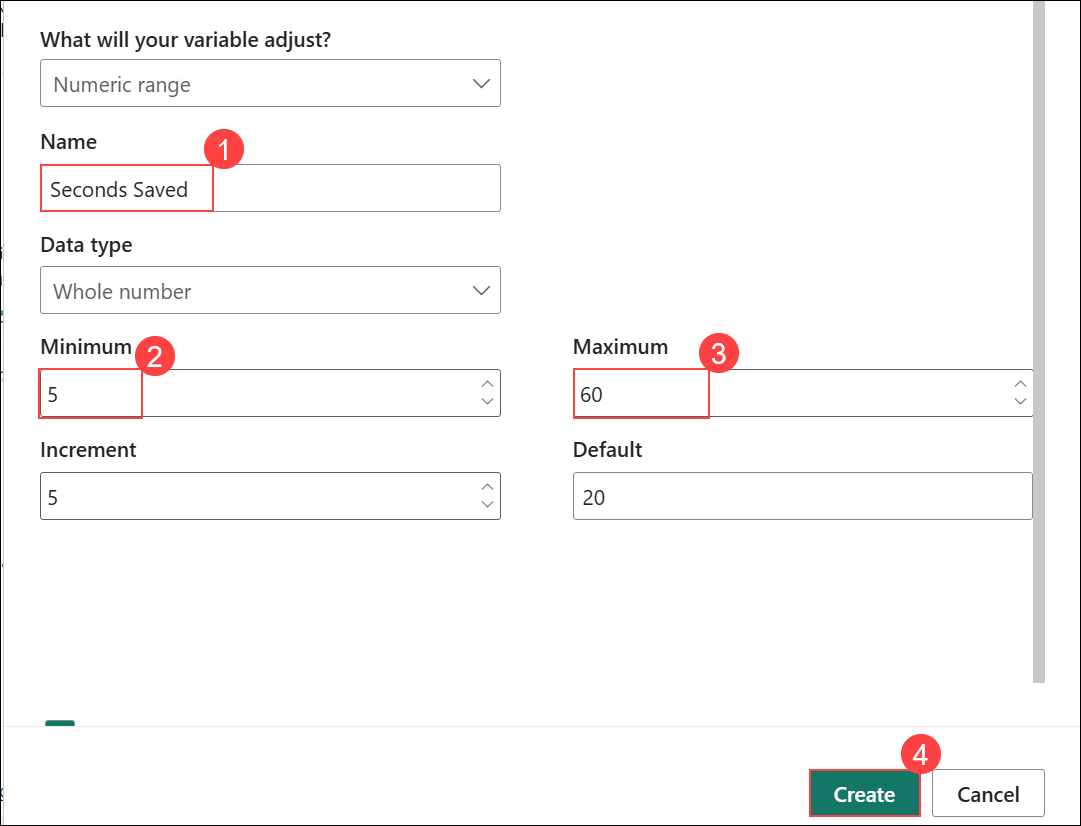 What will your variable adjust?
Numeric range
Name
1
Seconds Saved
Data type
Whole number
Minimum
2
Maximum
3
5
60
Increment
Default
5
20
4
Create
Cancel